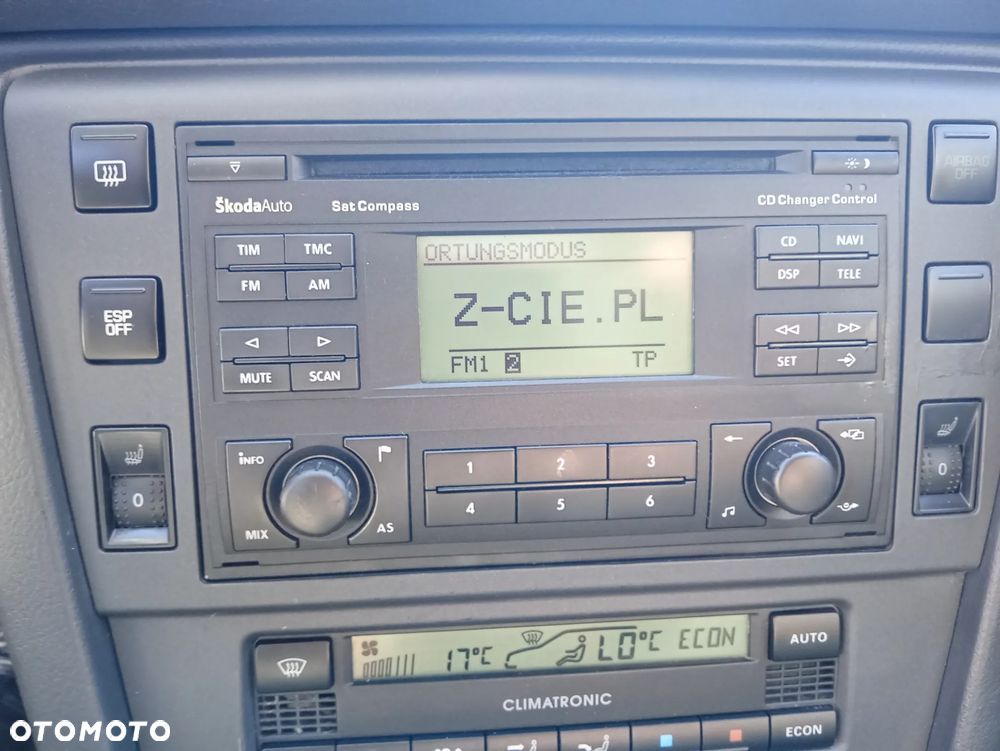 AIRBAG OFF
ŠkodaAuto Sat Compass CD Changer Control
TIM TMC
FM AM
ORTUNGSMODUS
Z-CIE.PL
FM1 2 TP
CD NAVI
DSP TELE
ESP OFF
MUTE SCAN
SET
INFO
MIX
AS
1 2 3
4 5 6
0
0
17°C LO°C ECON
AUTO
CLIMATRONIC
ECON
OTOMOTO